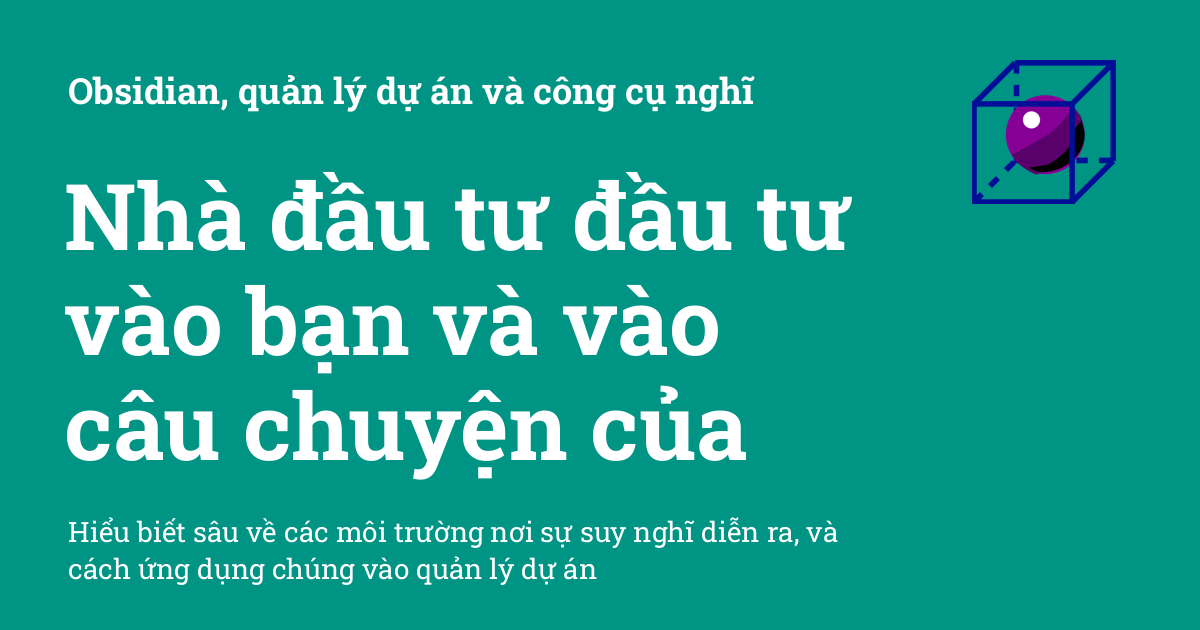 Obsidian, quản lý dự án và công cụ nghĩ
Nhà đầu tư đầu tư
vào bạn và vào
câu chuyện của
Hiểu biết sâu về các môi trường nơi sự suy nghĩ diễn ra, và
cách ứng dụng chúng vào quản lý dự án